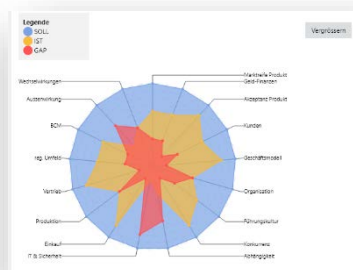 Legende
SOLL
IST
GAP
Vergrössern
Marktreife Produkt
Geld-Finanzen
Wechselwirkungen
Aussenwirkung
Akzeptanz Produkt
BCM
Kunden
reg. Umfeld
Geschäftsmodell
Vertrieb
Organisation
Produktion
Führungskultur
Einkauf
Konkurrenz
IT & Sicherheit
Abhängigkeit